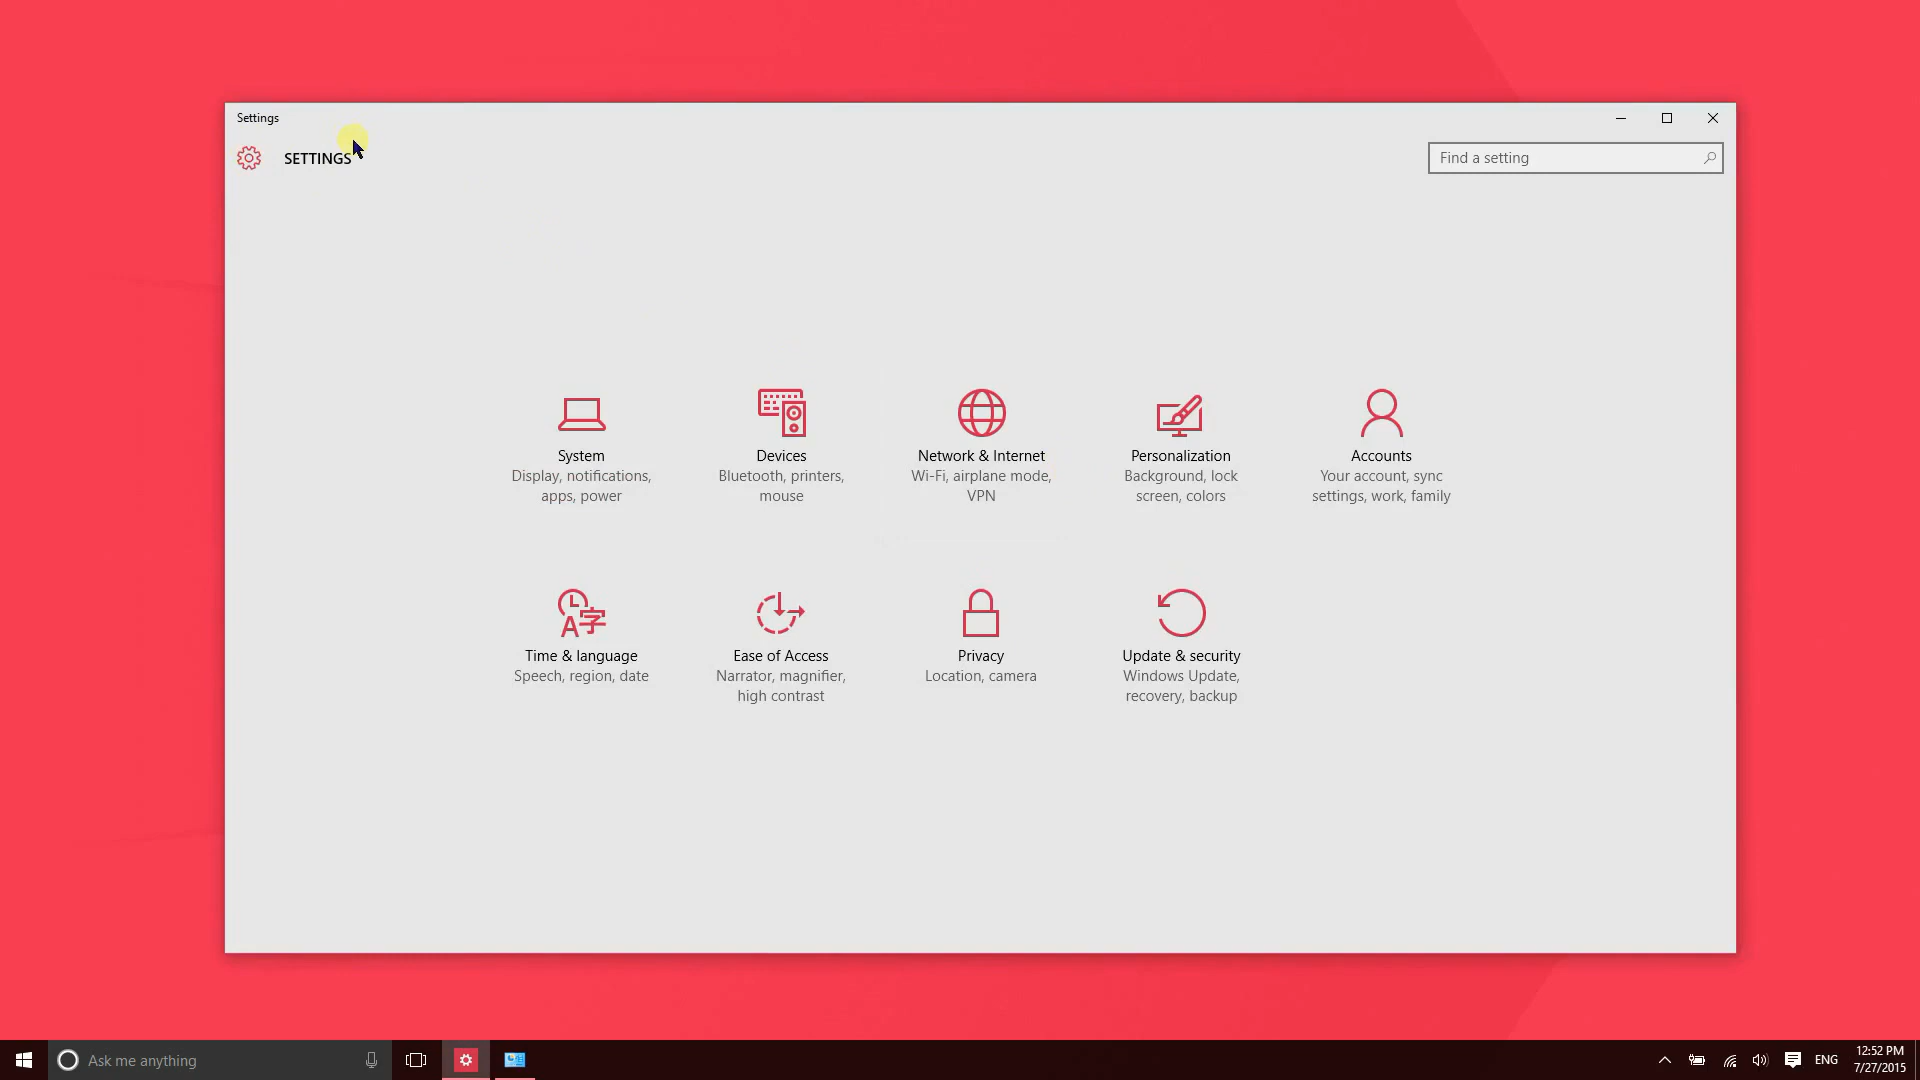 Settings
SETTINGS
Find a setting
System
Display, notifications,
apps, power
Devices
Bluetooth, printers,
mouse
Network & Internet
Wi-Fi, airplane mode,
VPN
Personalization
Background, lock
screen, colors
Accounts
Your account, sync
settings, work, family
A字
Time & language
Speech, region, date
Ease of Access
Narrator, magnifier,
high contrast
Privacy
Location, camera
Update & security
Windows Update,
recovery, backup
Ask me anything
ENG
12:52 PM
7/27/2015